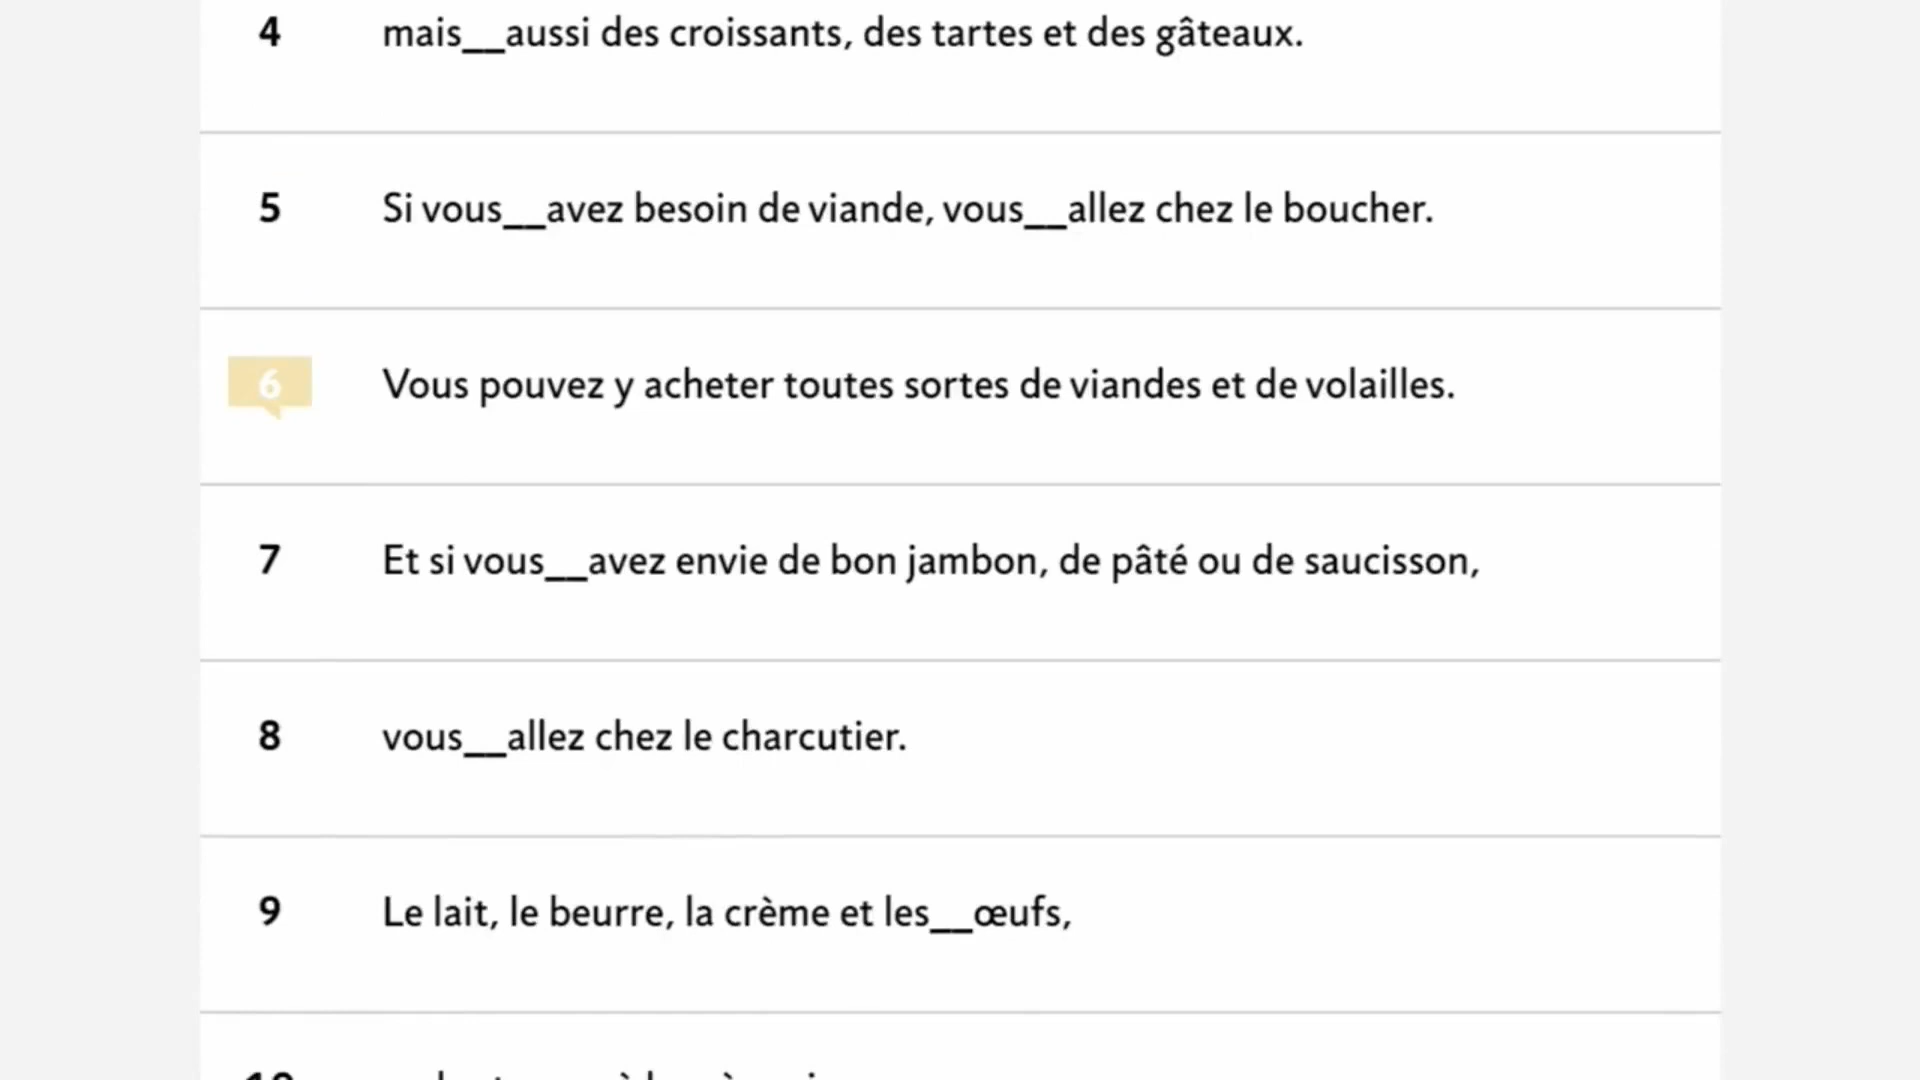 4 mais__aussi des croissants, des tartes et des gâteaux.
5 Si vous__avez besoin de viande, vous__allez chez le boucher.
6 Vous pouvez y acheter toutes sortes de viandes et de volailles.
7 Et si vous__avez envie de bon jambon, de pâté ou de saucisson,
8 vous__allez chez le charcutier.
9 Le lait, le beurre, la crème et les__œufs,
10